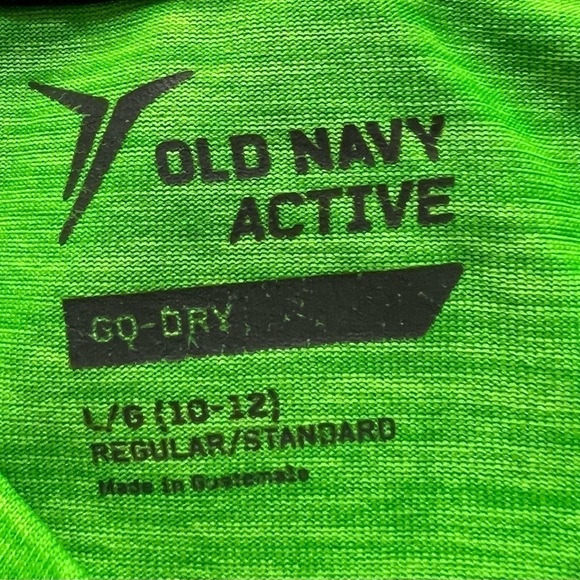 OLD NAVY
ACTIVE
GO-DRY
L/G (10-12)
REGULAR/STANDARD
Made in Guatemala